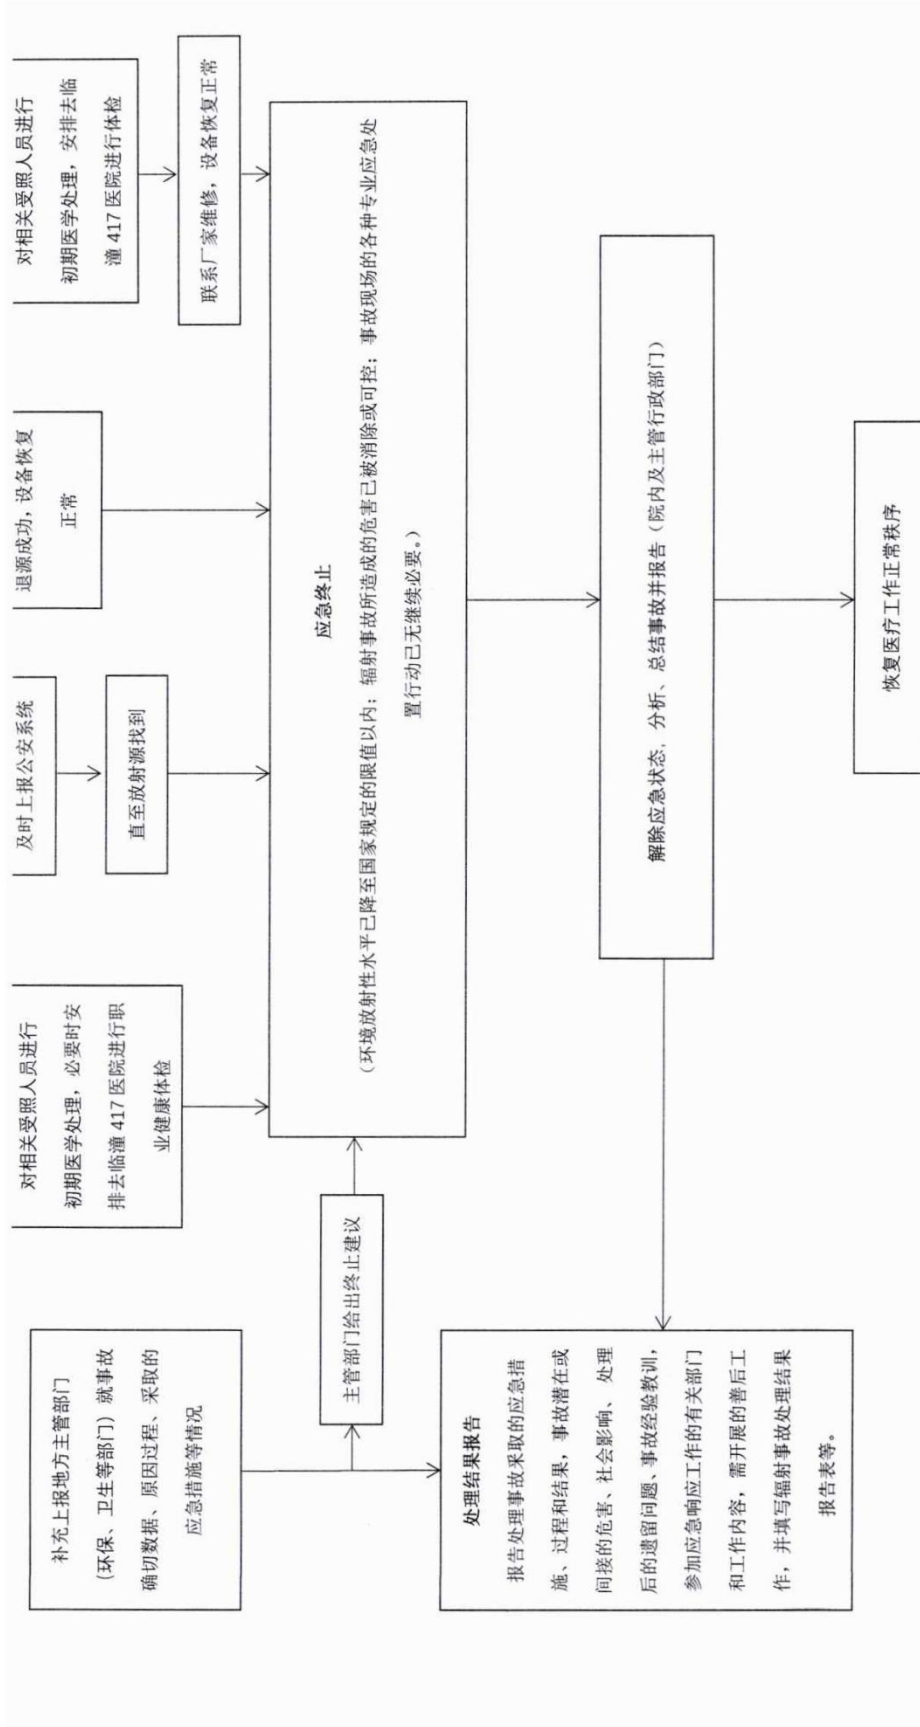 补充上报地方主管部门
(环保、卫生等部门）就事故
确切数据、原因过程、采取的
应急措施等情况
对相关受照人员进行
初期医学处理，必要时安
排去临潼 417 医院进行职
业健康体检
及时上报公安系统
直至放射源找到
退源成功，设备恢复
正常
对相关受照人员进行
初期医学处理，安排去临
潼 417 医院进行体检
联系厂家维修，设备恢复正常
主管部门给出终止建议
应急终止
（环境放射性水平已降至国家规定的限值以内；辐射事故所造成的危害已被消除或可控；事故现场的各种专业应急处
置行动已无继续必要。）
处理结果报告
报告处理事故采取的应急措
施、过程和结果，事故潜在或
间接的危害、社会影响、处理
后的遗留问题、事故经验教训，
参加应急响应工作的有关部门
和工作内容，需开展的善后工
作，并填写辐射事故处理结果
报告表等。
解除应急状态，分析、总结事故并报告（院内及主管行政部门）
恢复医疗工作正常秩序